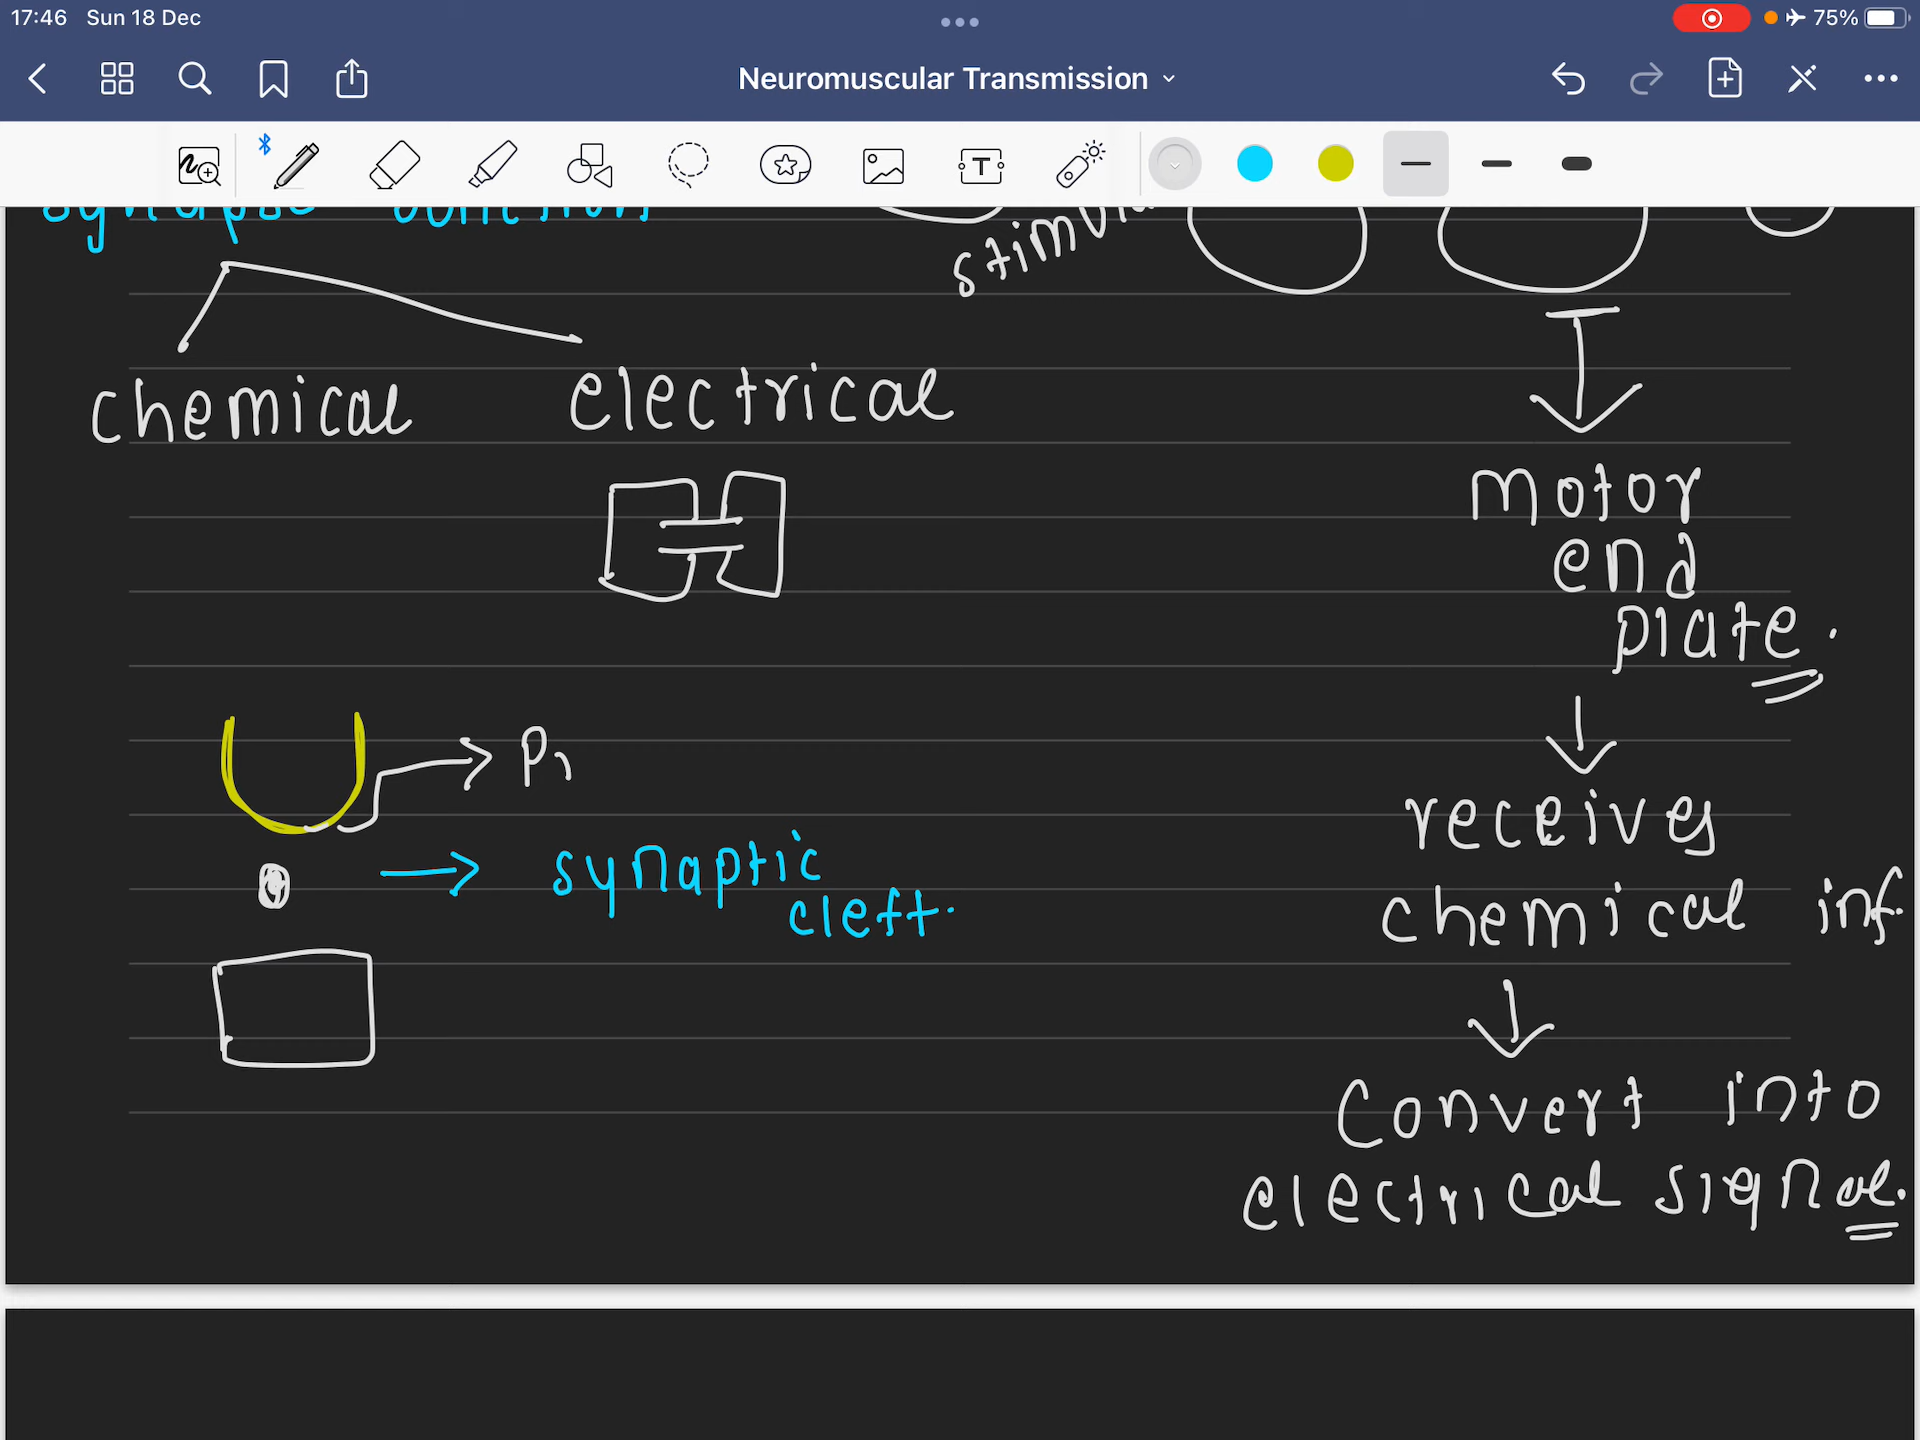 17:46 Sun 18 Dec
75%
Neuromuscular Transmission
T
stimul
chemical electrical
motor
end
plate.
P
synaptic
cleft.
receives
chemical inf.
convert into
electrical signal.